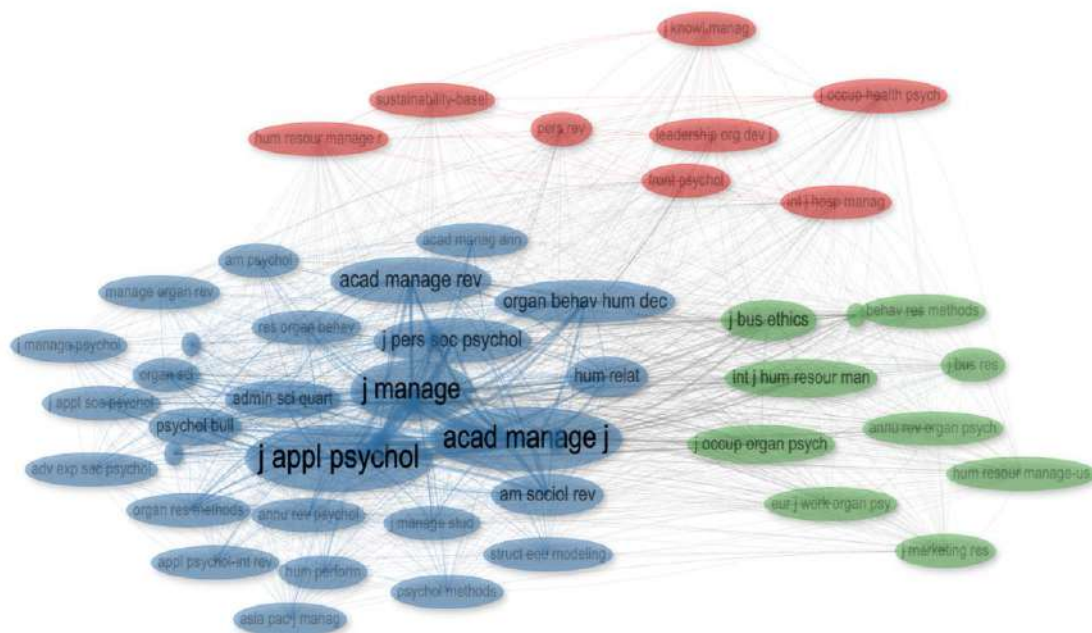 j knowl manag
sustainability-basel
j occup health psych
pers rev
leadership org dev j
hum resour manage r
front psychol
int j hosp manag
acad manag ann
am psychol
acad manage rev
manage organ rev
organ behav hum dec
behav res methods
j bus ethics
res organ behav
j pers soc psychol
j manage psychol
j bus res
organ sci
hum relat
int j hum resour man
j manage
j appl soc psychol
admin sci quart
psychol bull
annu rev organ psych
acad manage j
j occup organ psych
j appl psychol
adv exp soc psychol
hum resour manage-us
am sociol rev
eur j work organ psy
organ res methods
annu rev psychol
j manage stud
j marketing res
struct equ modeling
appl psychol-int rev
hum perform
psychol methods
asia pac j manag